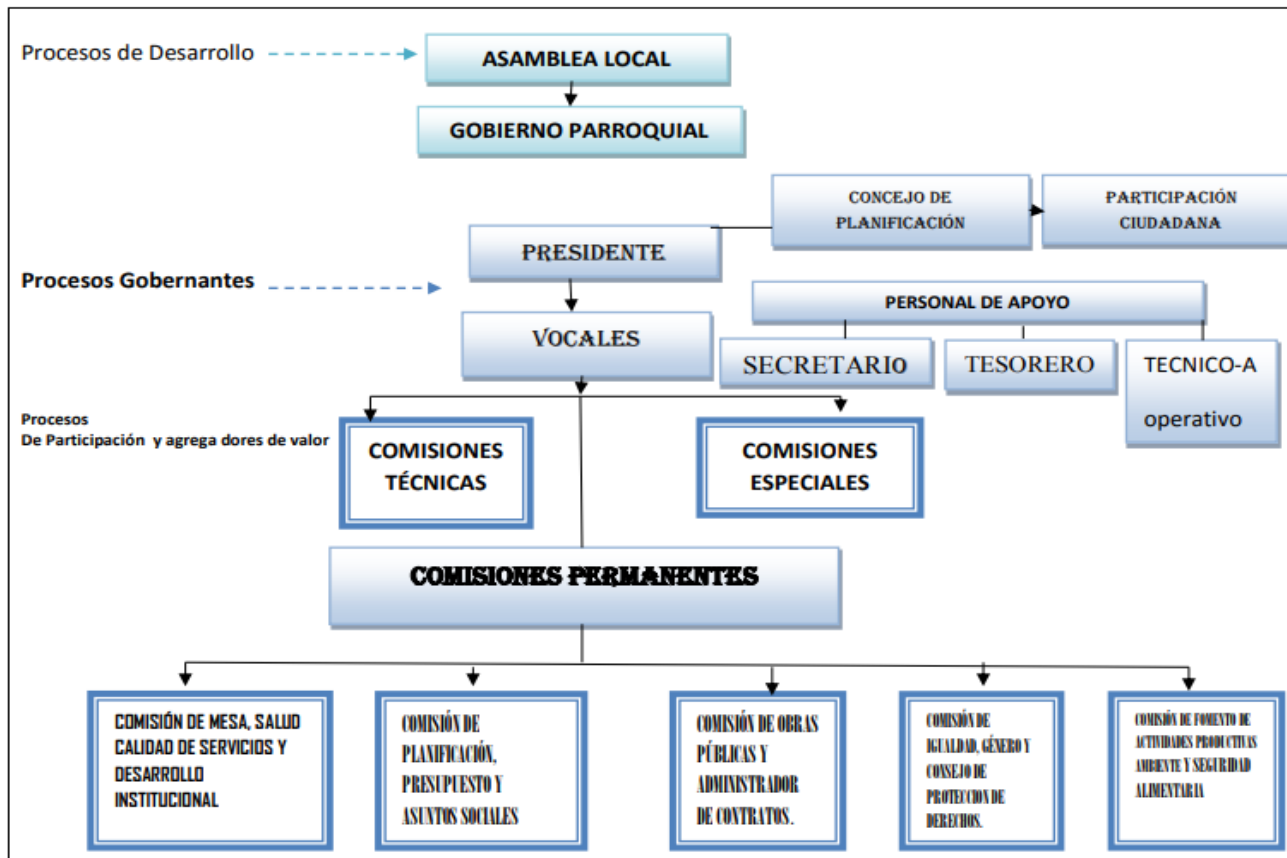 Procesos de Desarrollo
ASAMBLEA LOCAL
GOBIERNO PARROQUIAL
CONCEJO DE
PLANIFICACIÓN
PARTICIPACIÓN
CIUDADANA
PRESIDENTE
Procesos Gobernantes
PERSONAL DE APOYO
VOCALES
SECRETARIO
TESORERO
TECNICO-A
operativo
Procesos
De Participación y agrega dores de valor
COMISIONES
TÉCNICAS
COMISIONES
ESPECIALES
COMISIONES PERMANENTES
COMISIÓN DE MESA, SALUD
CALIDAD DE SERVICIOS Y
DESARROLLO
INSTITUCIONAL
COMISIÓN DE
PLANIFICACIÓN,
PRESUPUESTO Y
ASUNTOS SOCIALES
COMISIÓN DE OBRAS
PÚBLICAS Y
ADMINISTRADOR
DE CONTRATOS.
COMISIÓN DE
IGUALDAD, GÉNERO Y
CONSEJO DE
PROTECCION DE
DERECHOS.
COMISIÓN DE FOMENTO DE
ACTIVIDADES PRODUCTIVAS
AMBIENTE Y SEGURIDAD
ALIMENTARIA